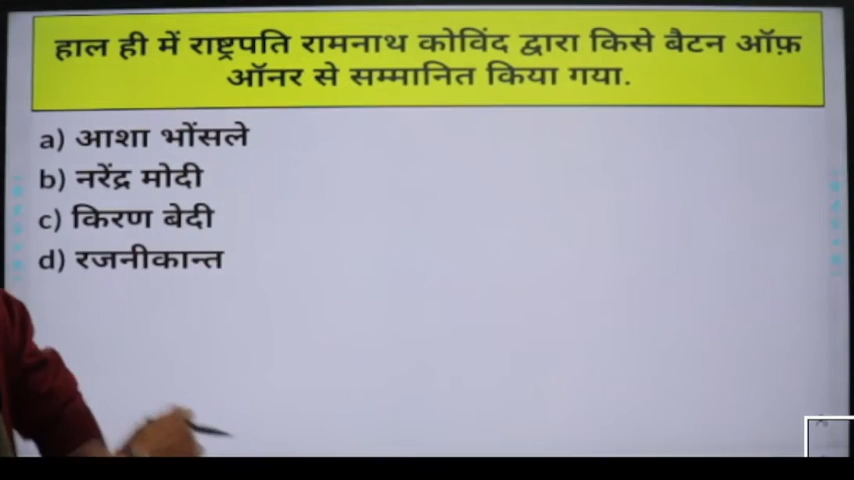 हाल ही में राष्ट्रपति रामनाथ कोविंद द्वारा किसे बैटन ऑफ़
ऑनर से सम्मानित किया गया.
a) आशा भोंसले
b) नरेंद्र मोदी
c) किरण बेदी
d) रजनीकान्त